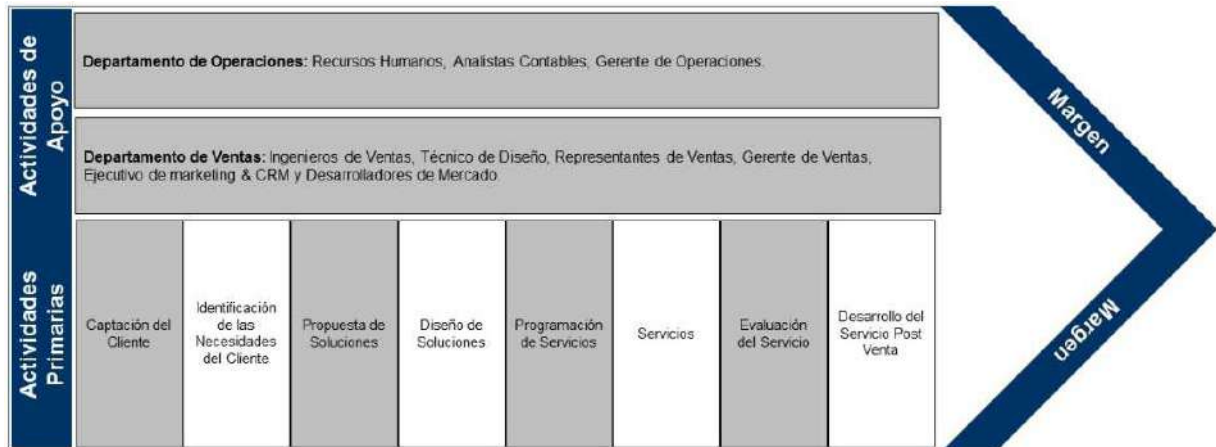 Actividades de
Apoyo
Departamento de Operaciones: Recursos Humanos, Analistas Contables, Gerente de Operaciones.
Departamento de Ventas: Ingenieros de Ventas, Técnico de Diseño, Representantes de Ventas, Gerente de Ventas,
Ejecutivo de marketing & CRM y Desarrolladores de Mercado.
Actividades
Primarias
Captación del
Cliente
Identificación
de las
Necesidades
del Cliente
Propuesta de
Soluciones
Diseño de
Soluciones
Programación
de Servicios
Servicios
Evaluación
del Servicio
Desarrollo del
Servicio Post
Venta
Margen
Margen